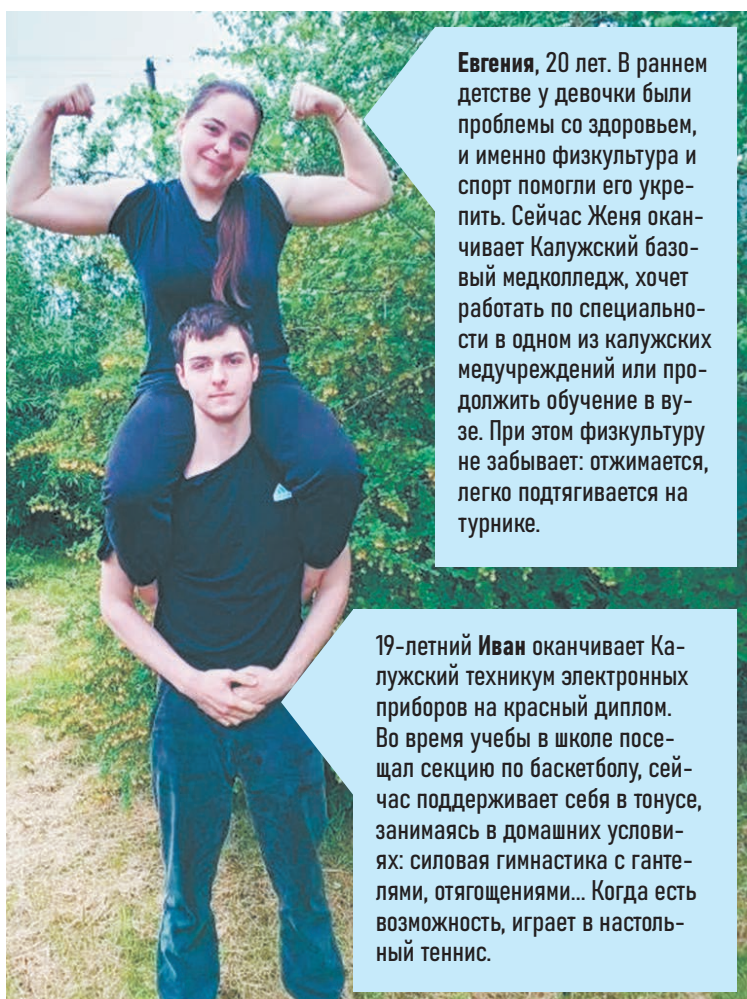 Евгения, 20 лет. В раннем
детстве у девочки были
проблемы со здоровьем,
и именно физкультура и
спорт помогли его укре-
пить. Сейчас Женя окан-
чивает Калужский базо-
вый медколледж, хочет
работать по специально-
сти в одном из калужских
медучреждений или про-
должить обучение в ву-
зе. При этом физкультуру
не забывает: отжимается,
легко подтягивается на
турнике.
19-летний Иван оканчивает Ка-
лужский техникум электронных
приборов на красный диплом.
Во время учебы в школе посе-
щал секцию по баскетболу, сей-
час поддерживает себя в тонусе,
занимаясь в домашних услови-
ях: силовая гимнастика с ганте-
лями, отягощениями... Когда есть
возможность, играет в настоль-
ный теннис.